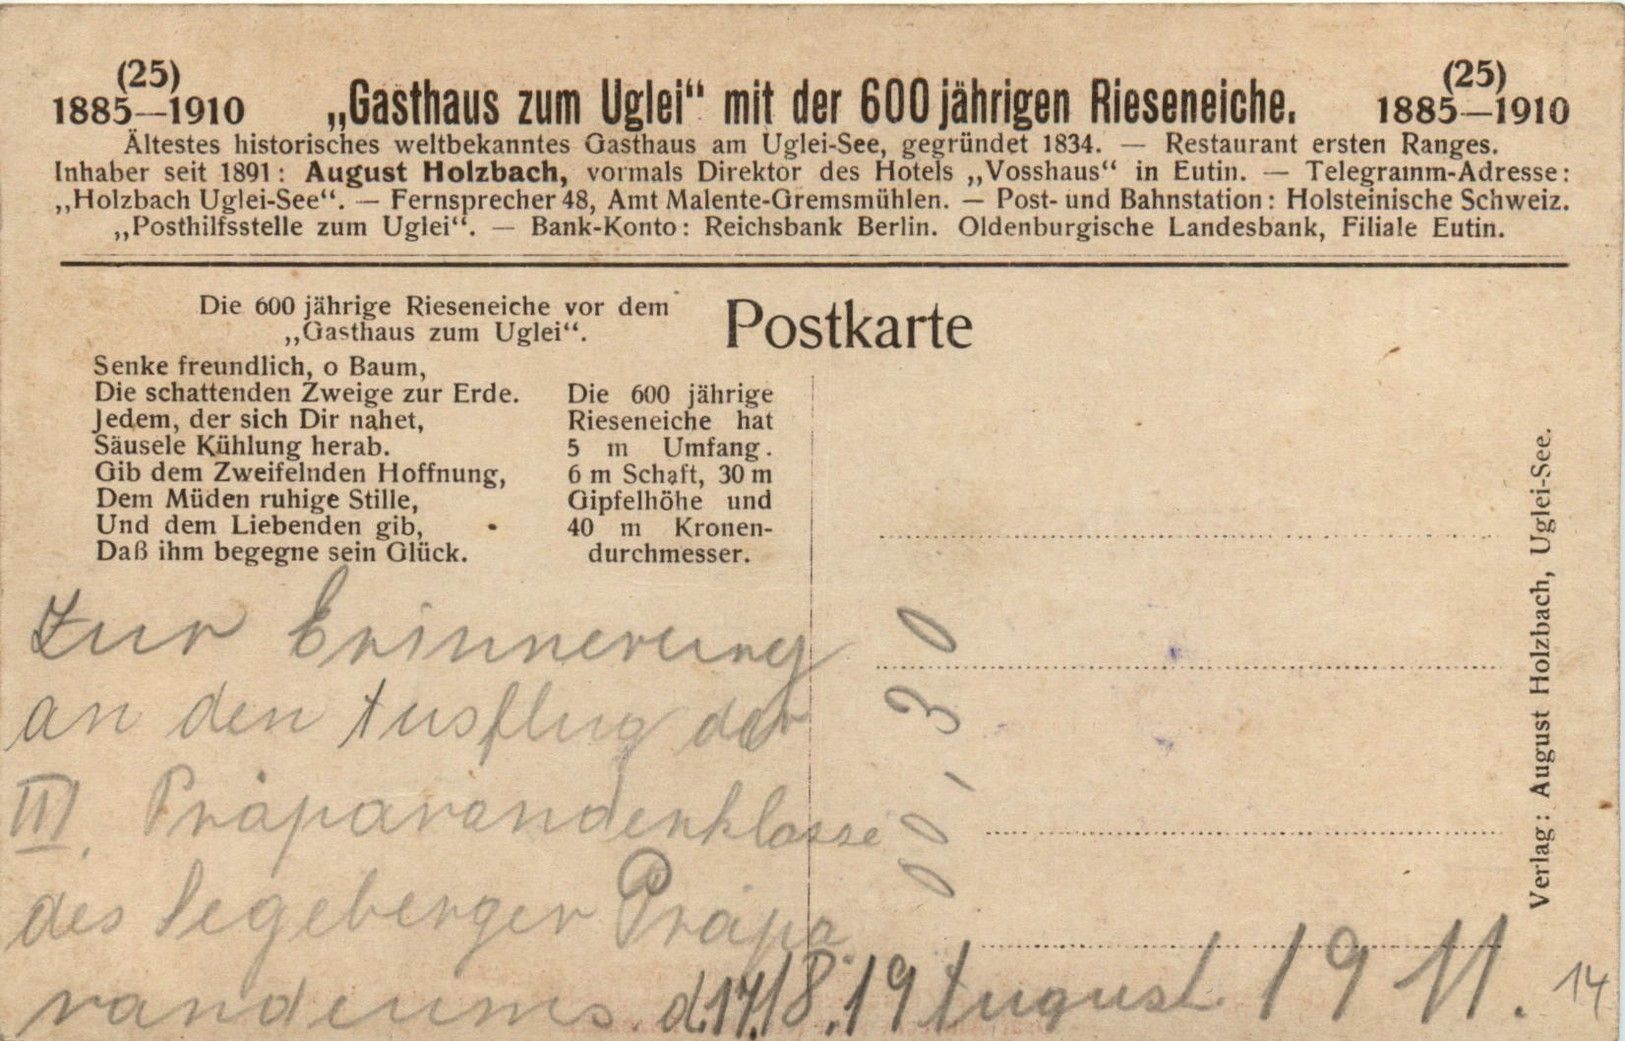 (25)
1885—1910
„Gasthaus zum Uglei“ mit der 600 jährigen Rieseneiche.
(25)
1885—1910
Ältestes historisches weltbekanntes Gasthaus am Uglei-See, gegründet 1834. — Restaurant ersten Ranges.
Inhaber seit 1891: August Holzbach, vormals Direktor des Hotels „Vosshaus“ in Eutin. — Telegramm-Adresse:
„Holzbach Uglei-See“. — Fernsprecher 48, Amt Malente-Gremsmühlen. — Post- und Bahnstation: Holsteinische Schweiz.
„Posthilfsstelle zum Uglei“. — Bank-Konto: Reichsbank Berlin. Oldenburgische Landesbank, Filiale Eutin.
Die 600 jährige Rieseneiche vor dem
„Gasthaus zum Uglei“.
Senke freundlich, o Baum,
Die schattenden Zweige zur Erde.
Jedem, der sich Dir nahet,
Säusele Kühlung herab.
Gib dem Zweifelnden Hoffnung,
Dem Müden ruhige Stille,
Und dem Liebenden gib,
Daß ihm begegne sein Glück.
Die 600 jährige
Rieseneiche hat
5 m Umfang.
6 m Schaft, 30 m
Gipfelhöhe und
40 m Kronen-
durchmesser.
Postkarte
Zur Erinnerung
an den Ausflug der
III. Präparandenklasse
des Segeberger Präpa
randeums. d. 17. 18. 19 August 1911.
00,30
Verlag: August Holzbach, Uglei-See.
14